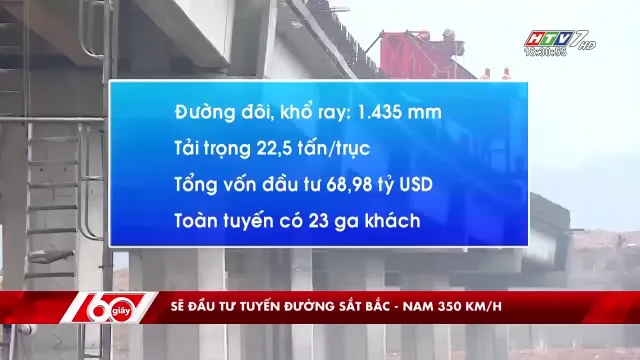 HTV7 HD
18:30:55
Đường đôi, khổ ray: 1.435 mm
Tải trọng 22,5 tấn/trục
Tổng vốn đầu tư 68,98 tỷ USD
Toàn tuyến có 23 ga khách
60 giây
SẼ ĐẦU TƯ TUYẾN ĐƯỜNG SẮT BẮC - NAM 350 KM/H